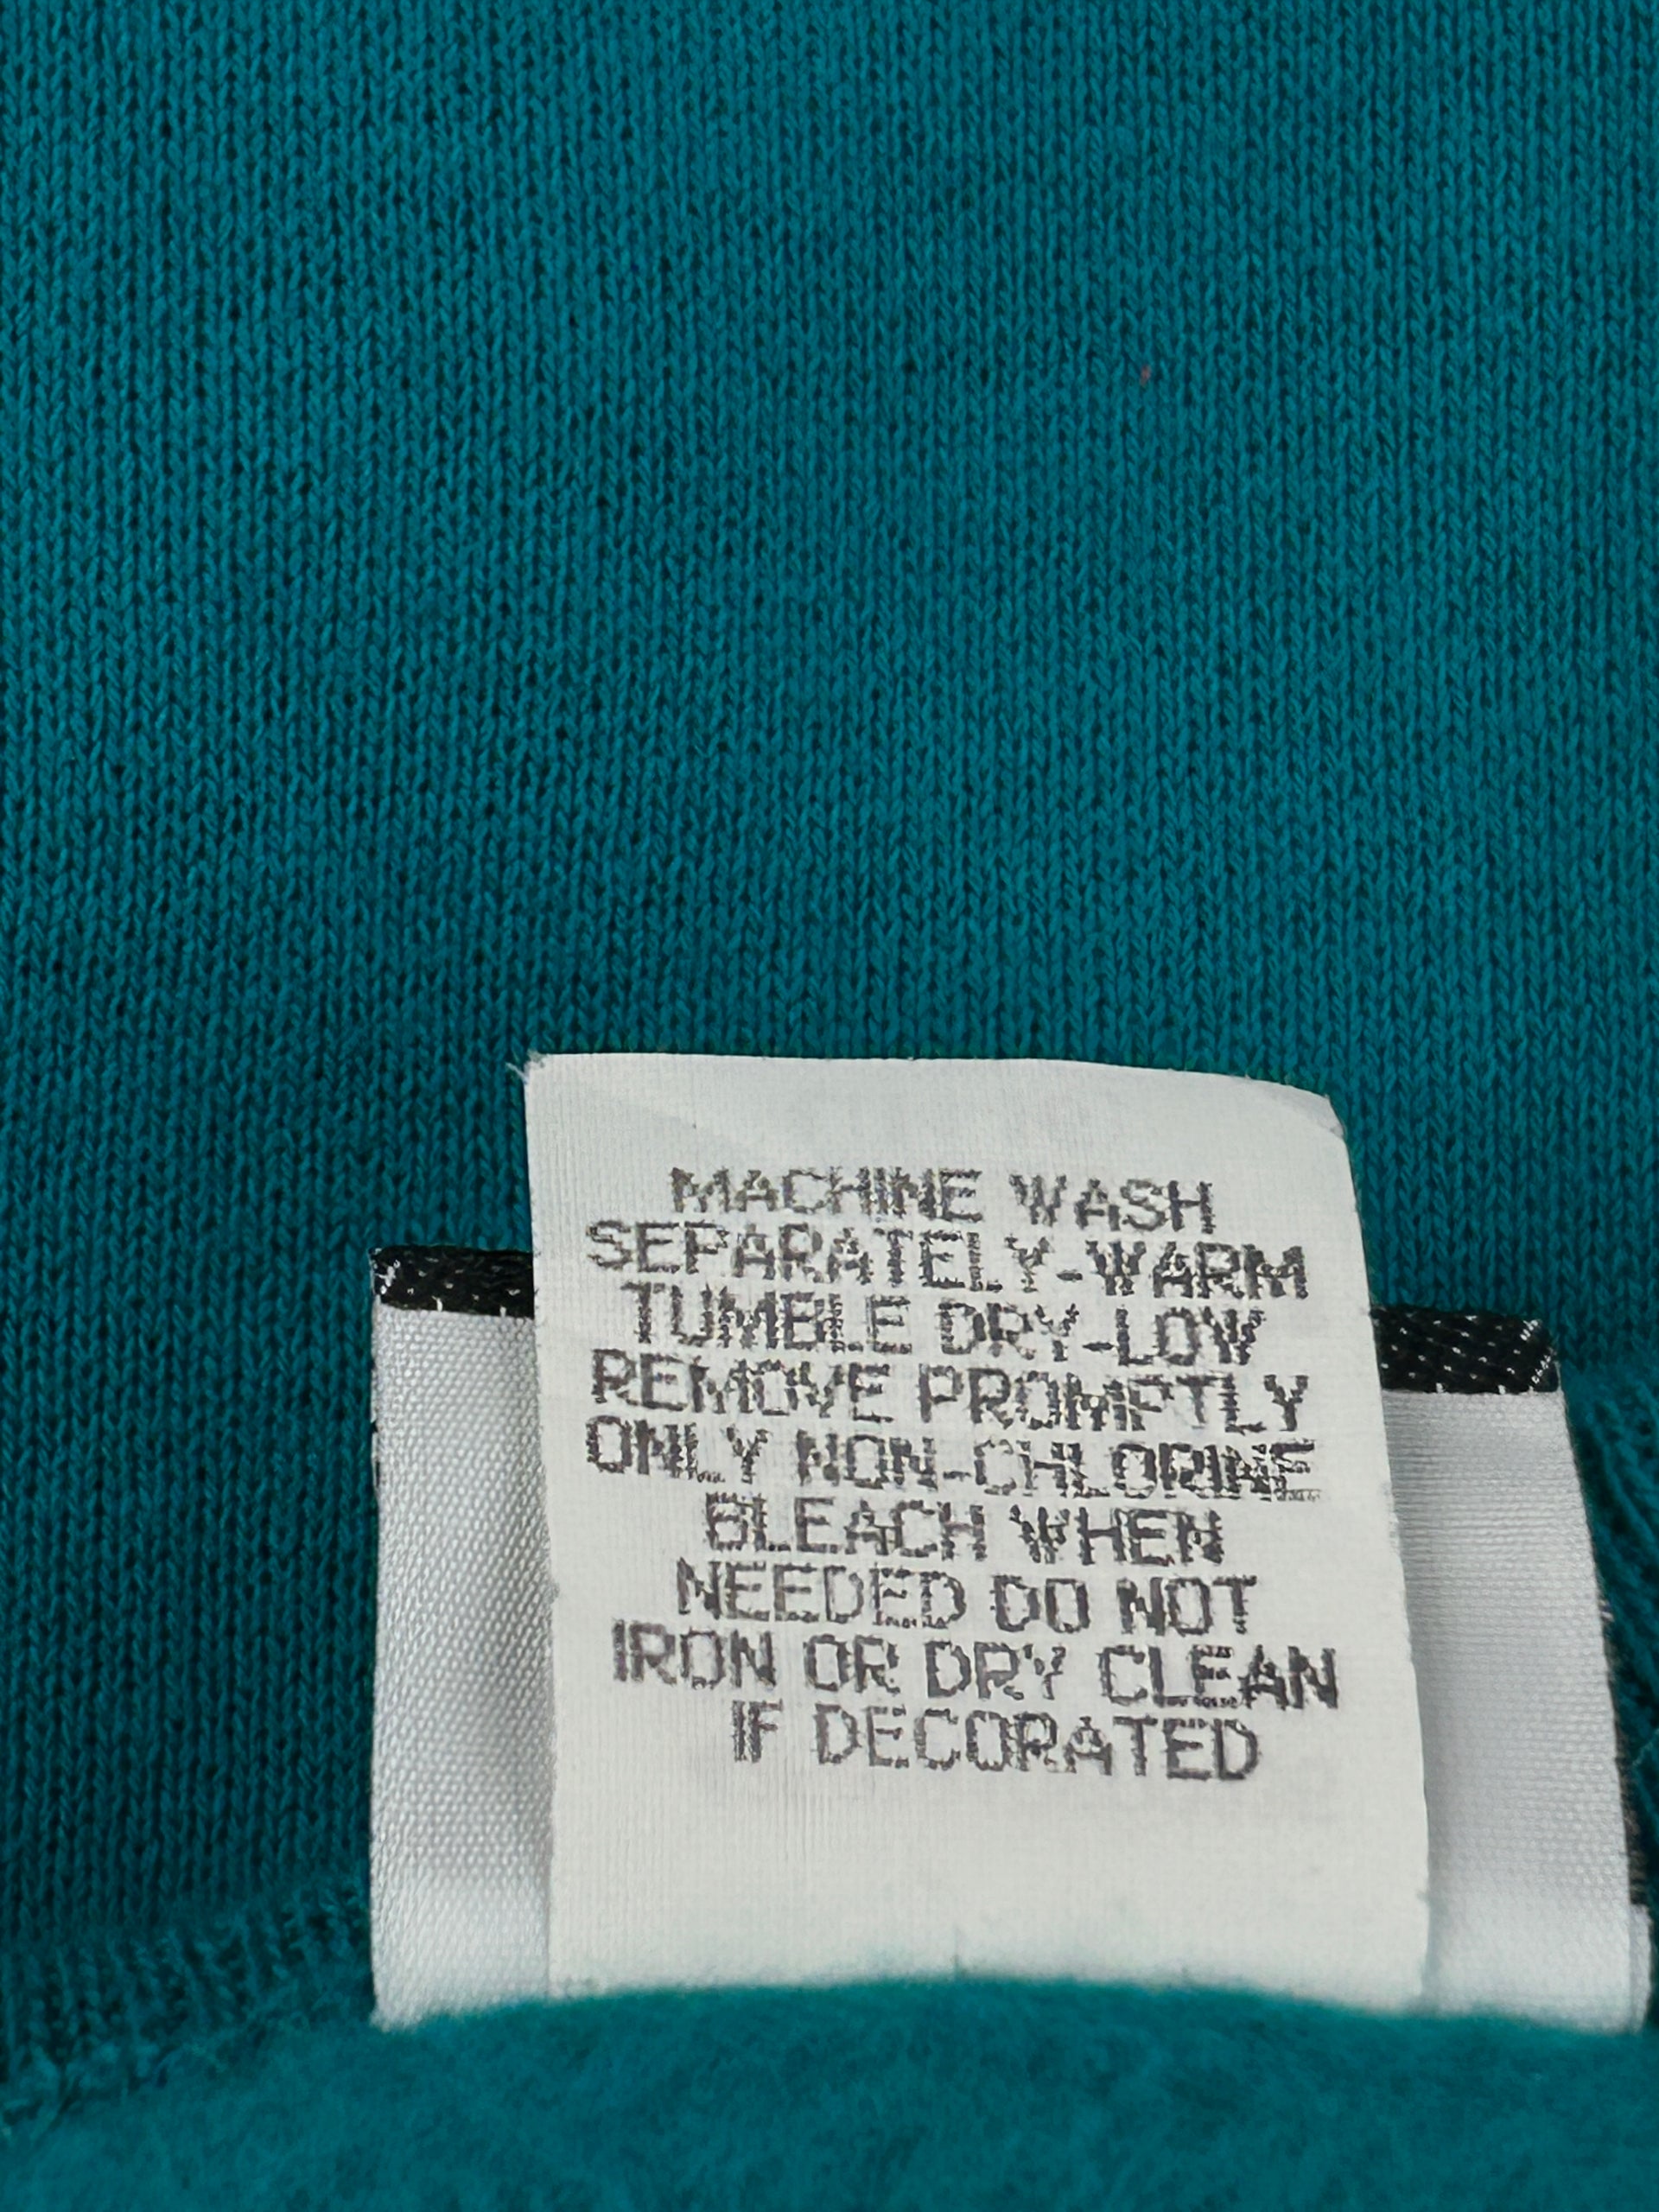 MACHINE WASH
SEPARATELY-WARM
TUMBLE DRY-LOW
REMOVE PROMPTLY
ONLY NON-CHLORINE
BLEACH WHEN
NEEDED DO NOT
IRON OR DRY CLEAN
IF DECORATED